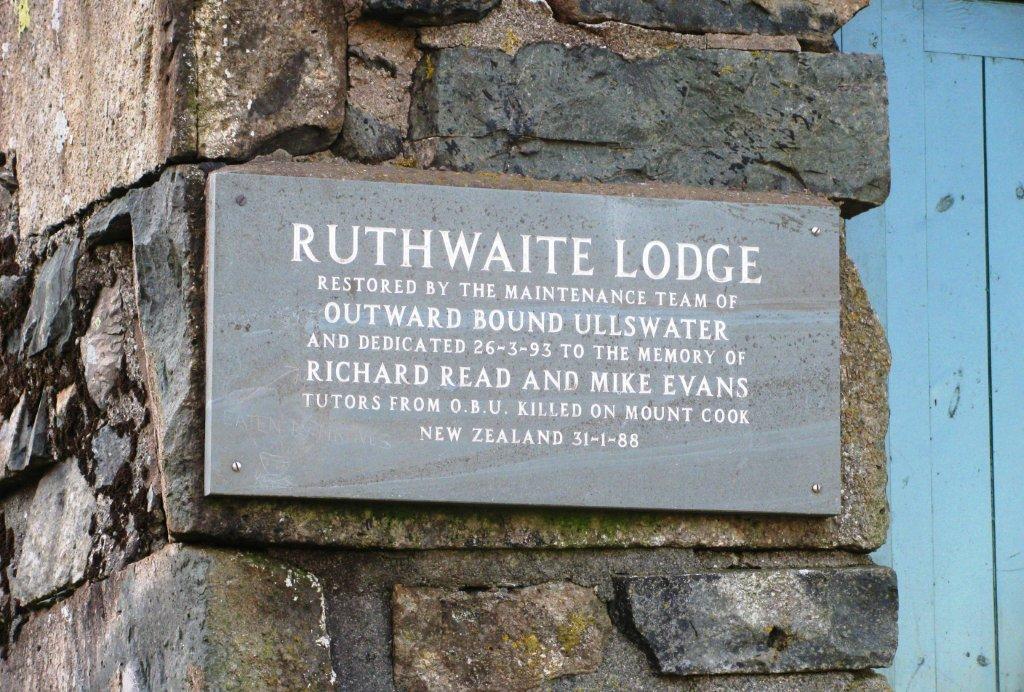 RUTHWAITE LODGE
RESTORED BY THE MAINTENANCE TEAM OF
OUTWARD BOUND ULLSWATER
AND DEDICATED 26-3-93 TO THE MEMORY OF
RICHARD READ AND MIKE EVANS
TUTORS FROM O.B.U. KILLED ON MOUNT COOK
NEW ZEALAND 31-1-88